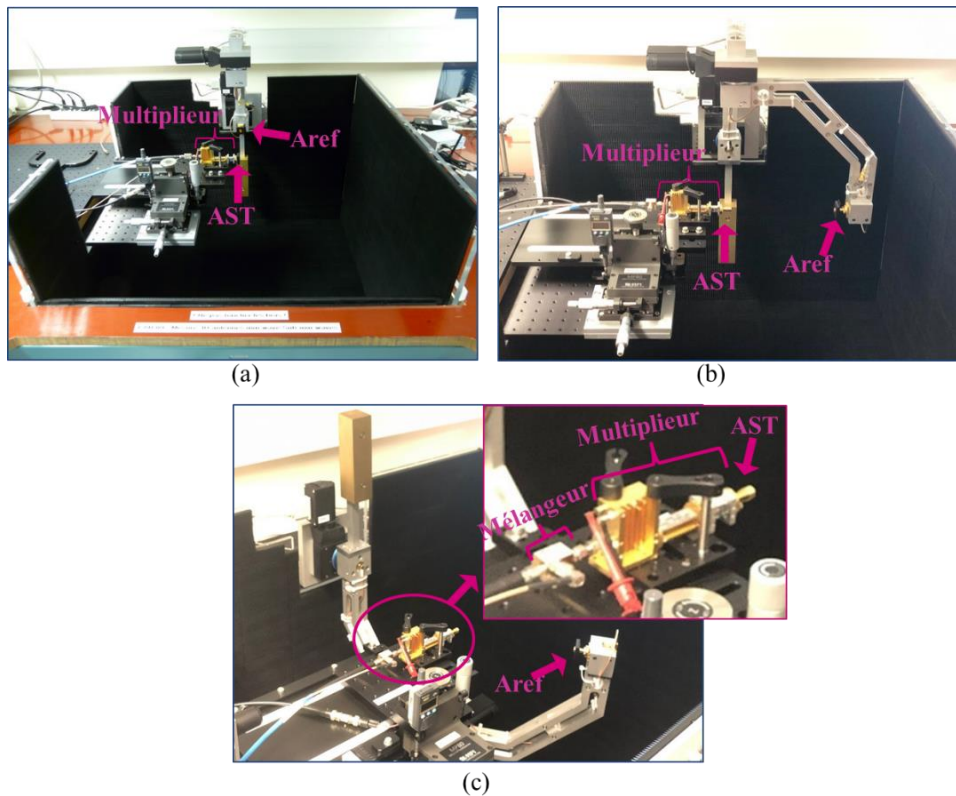 Multiplieur
Aref
AST
(a)
Multiplieur
AST
Aref
(b)
Multiplieur
AST
Mélangeur
Aref
(c)